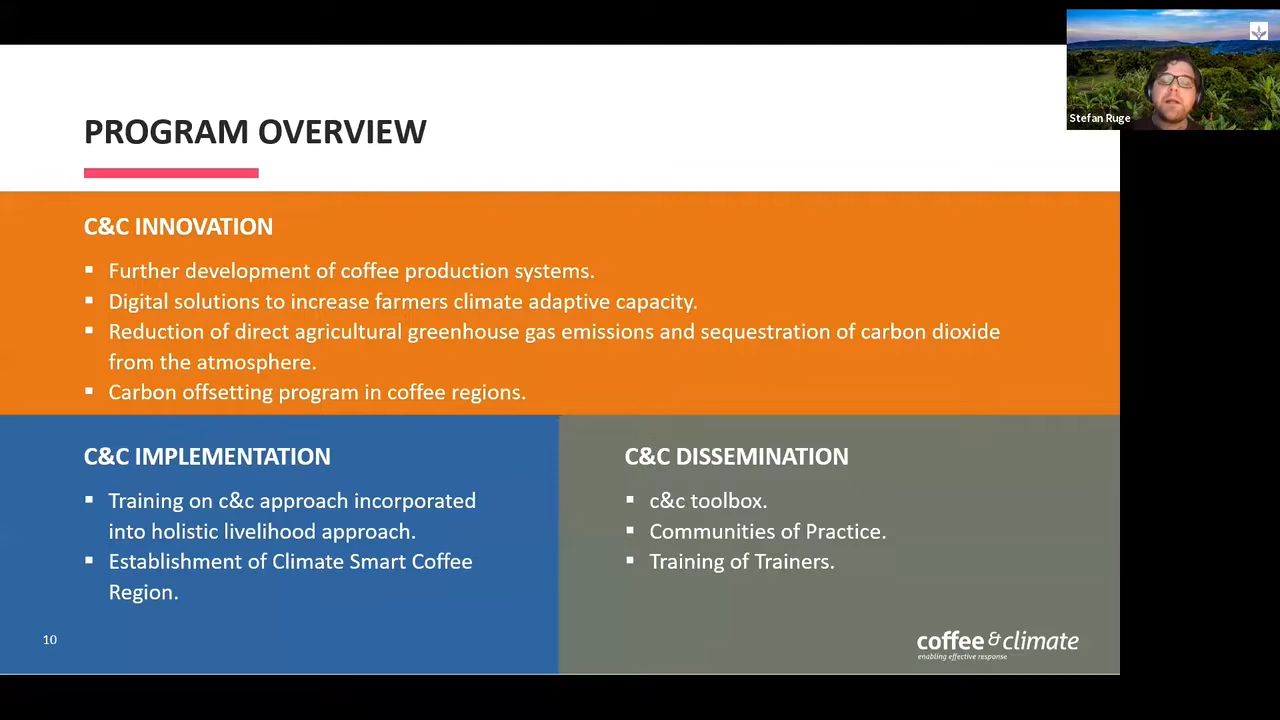 Stefan Ruge
PROGRAM OVERVIEW
C&C INNOVATION
▪ Further development of coffee production systems.
▪ Digital solutions to increase farmers climate adaptive capacity.
▪ Reduction of direct agricultural greenhouse gas emissions and sequestration of carbon dioxide
from the atmosphere.
▪ Carbon offsetting program in coffee regions.
C&C IMPLEMENTATION
▪ Training on c&c approach incorporated
into holistic livelihood approach.
▪ Establishment of Climate Smart Coffee
Region.
C&C DISSEMINATION
▪ c&c toolbox.
▪ Communities of Practice.
▪ Training of Trainers.
10
coffee & climate
enabling effective response